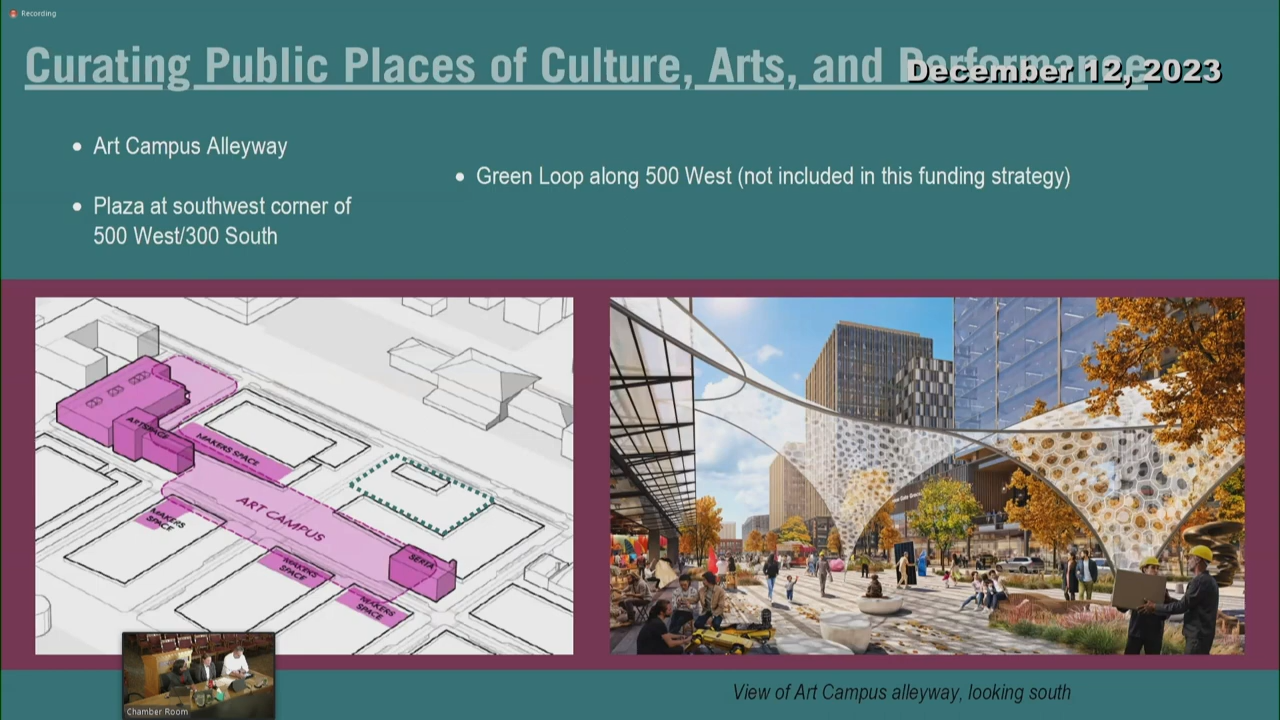 Recording
Curating Public Places of Culture, Arts, and Performance
December 12, 2023
Art Campus Alleyway
Plaza at southwest corner of
500 West/300 South
Green Loop along 500 West (not included in this funding strategy)
ARTSPACE
MAKERS SPACE
ART CAMPUS
MAKERS
SPACE
MAKERS
SPACE
SERTA
MAKERS
SPACE
Chamber Room
View of Art Campus alleyway, looking south